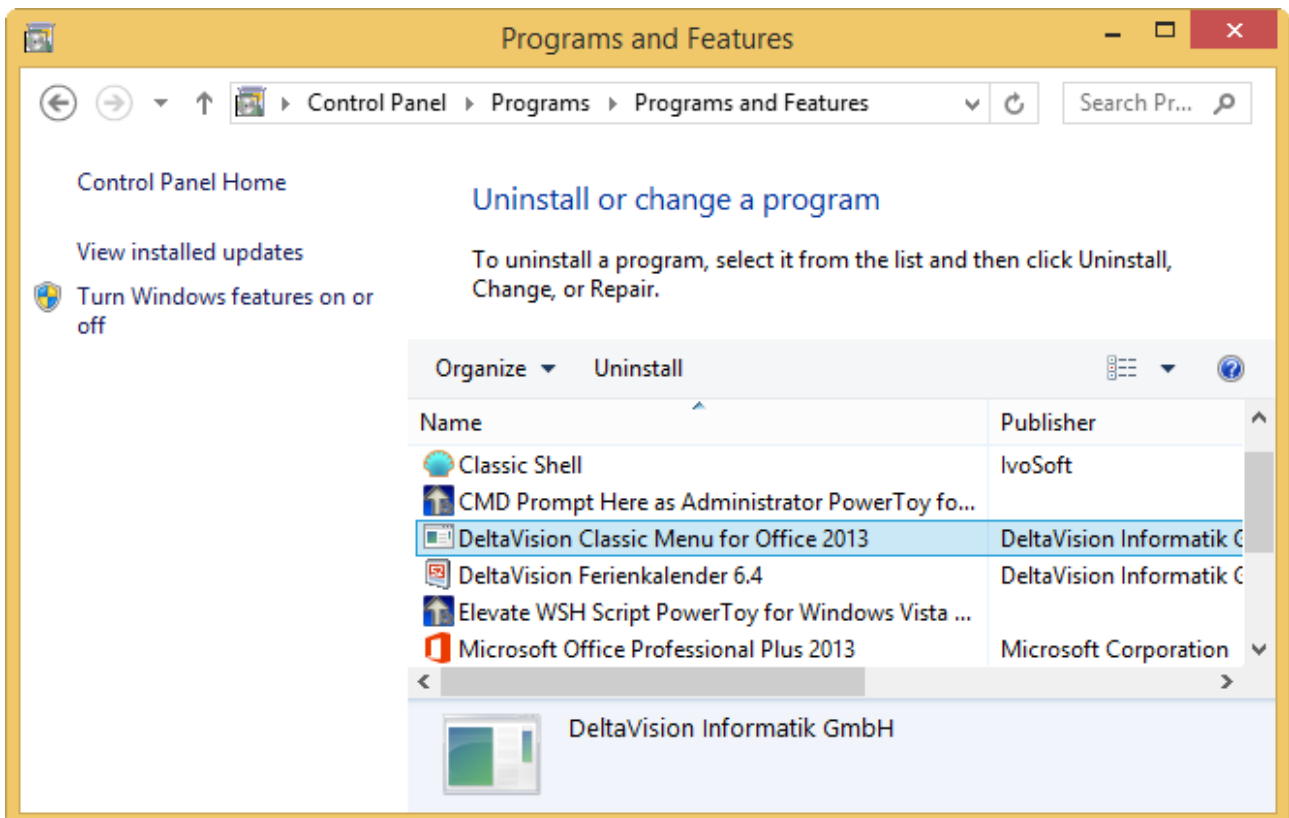 Programs and Features
Control Panel Programs Programs and Features
Search Pr...
Control Panel Home
View installed updates
Turn Windows features on or
off
Uninstall or change a program
To uninstall a program, select it from the list and then click Uninstall,
Change, or Repair.
Organize Uninstall
Name Publisher
Classic Shell IvoSoft
CMD Prompt Here as Administrator PowerToy fo...
DeltaVision Classic Menu for Office 2013 DeltaVision Informatik G
DeltaVision Ferienkalender 6.4 DeltaVision Informatik G
Elevate WSH Script PowerToy for Windows Vista ...
Microsoft Office Professional Plus 2013 Microsoft Corporation
DeltaVision Informatik GmbH